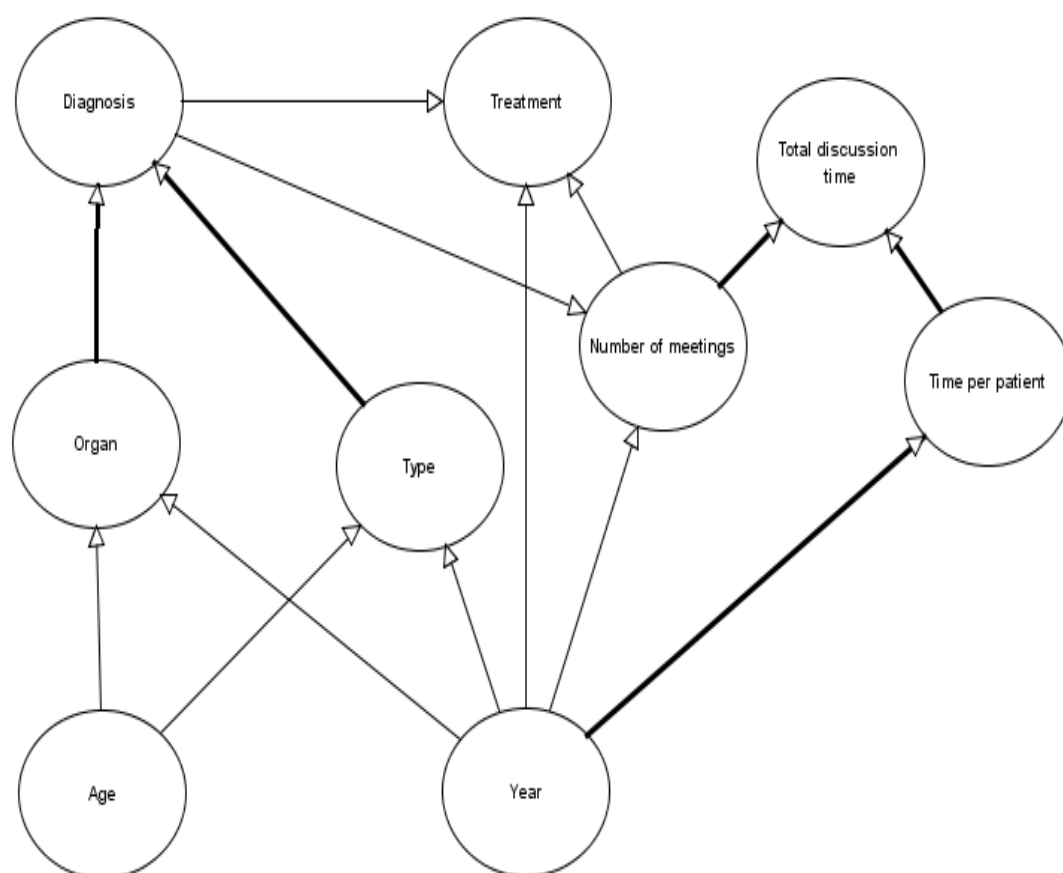 Diagnosis
Treatment
Total discussion
time
Number of meetings
Time per patient
Organ
Type
Age
Year